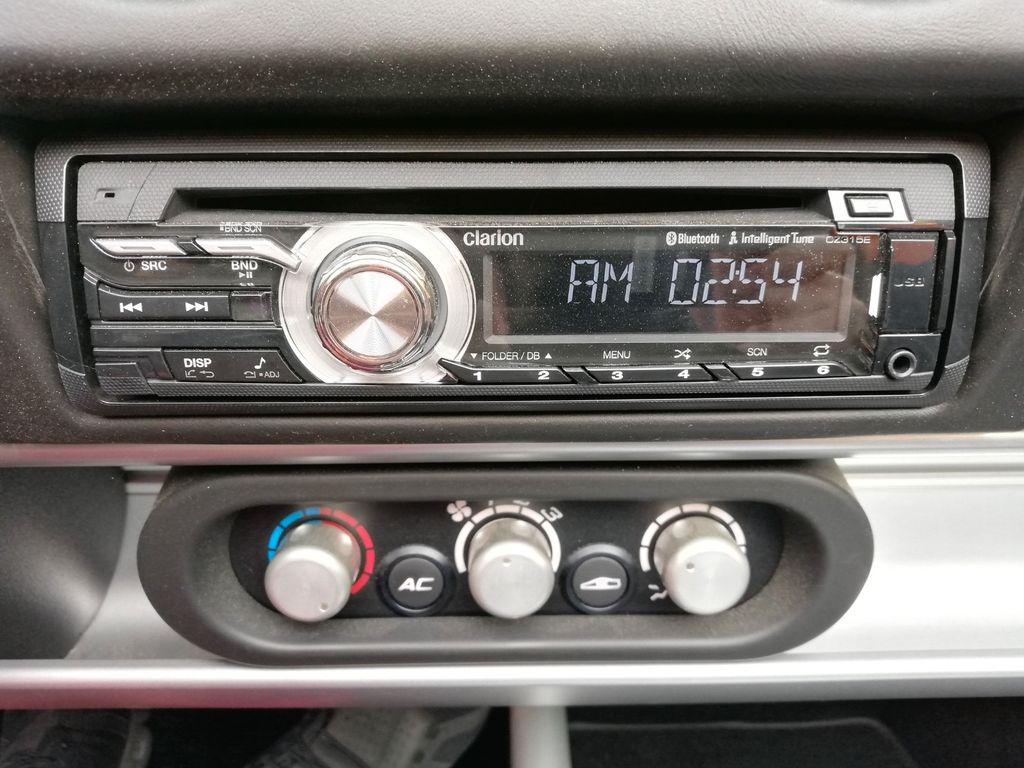 BND SCN
clarion
Bluetooth
Intelligent Tune
CZ315E
SRC
BND
AM 02:54
USB
DISP
ADJ
FOLDER / DB
MENU
SCN
1 2 3 4 5 6
AC
3